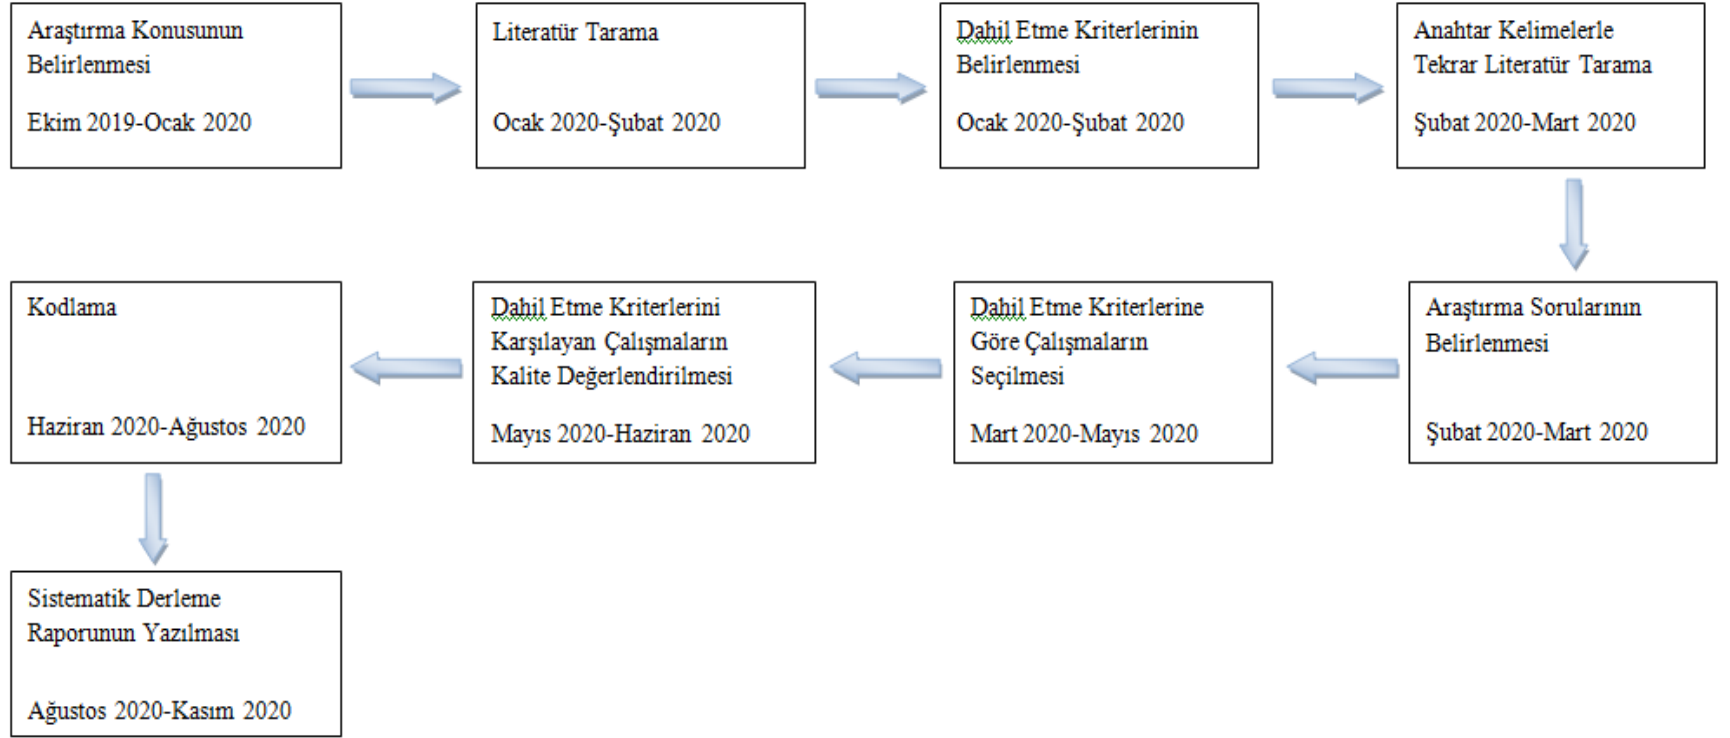 Araştırma Konusunun
Belirlenmesi
Ekim 2019-Ocak 2020
Literatür Tarama
Ocak 2020-Şubat 2020
Dahil Etme Kriterlerinin
Belirlenmesi
Ocak 2020-Şubat 2020
Anahtar Kelimelerle
Tekrar Literatür Tarama
Şubat 2020-Mart 2020
Araştırma Sorularının
Belirlenmesi
Şubat 2020-Mart 2020
Dahil Etme Kriterlerine
Göre Çalışmaların
Seçilmesi
Mart 2020-Mayıs 2020
Dahil Etme Kriterlerini
Karşılayan Çalışmaların
Kalite Değerlendirilmesi
Mayıs 2020-Haziran 2020
Kodlama
Haziran 2020-Ağustos 2020
Sistematik Derleme
Raporunun Yazılması
Ağustos 2020-Kasım 2020